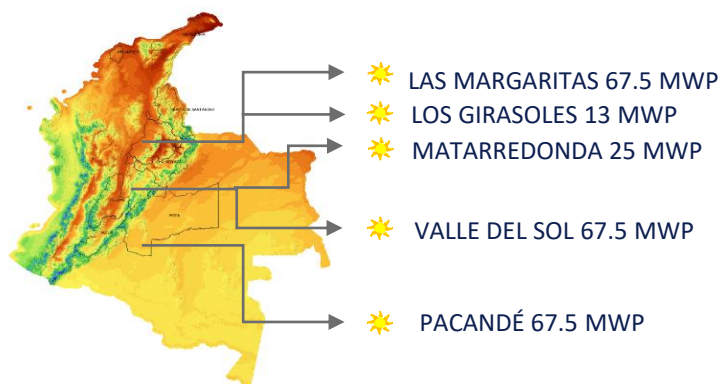 LAS MARGARITAS 67.5 MWP
LOS GIRASOLES 13 MWP
MATARREDONDA 25 MWP
VALLE DEL SOL 67.5 MWP
PACANDÉ 67.5 MWP
META